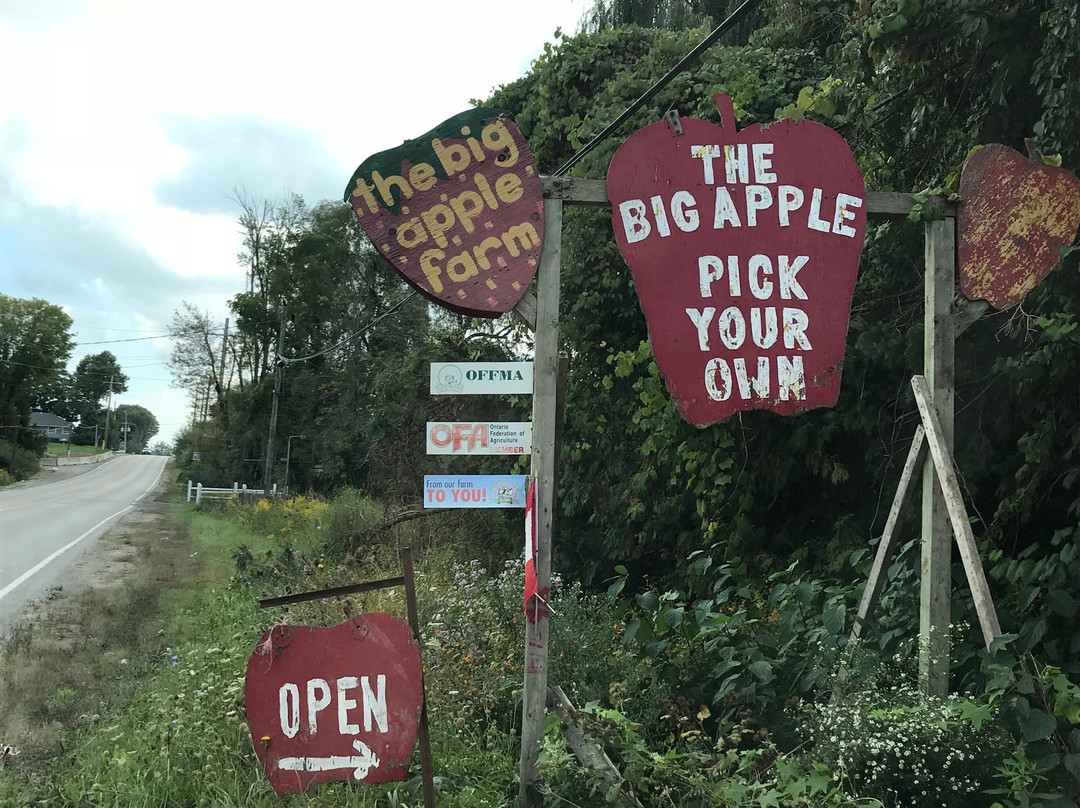 the big
apple
farm
THE
BIG APPLE
PICK
YOUR
OWN
OFFMA
OFA
Ontario
Federation of
Agriculture
MEMBER
From our farm
TO YOU!
OPEN